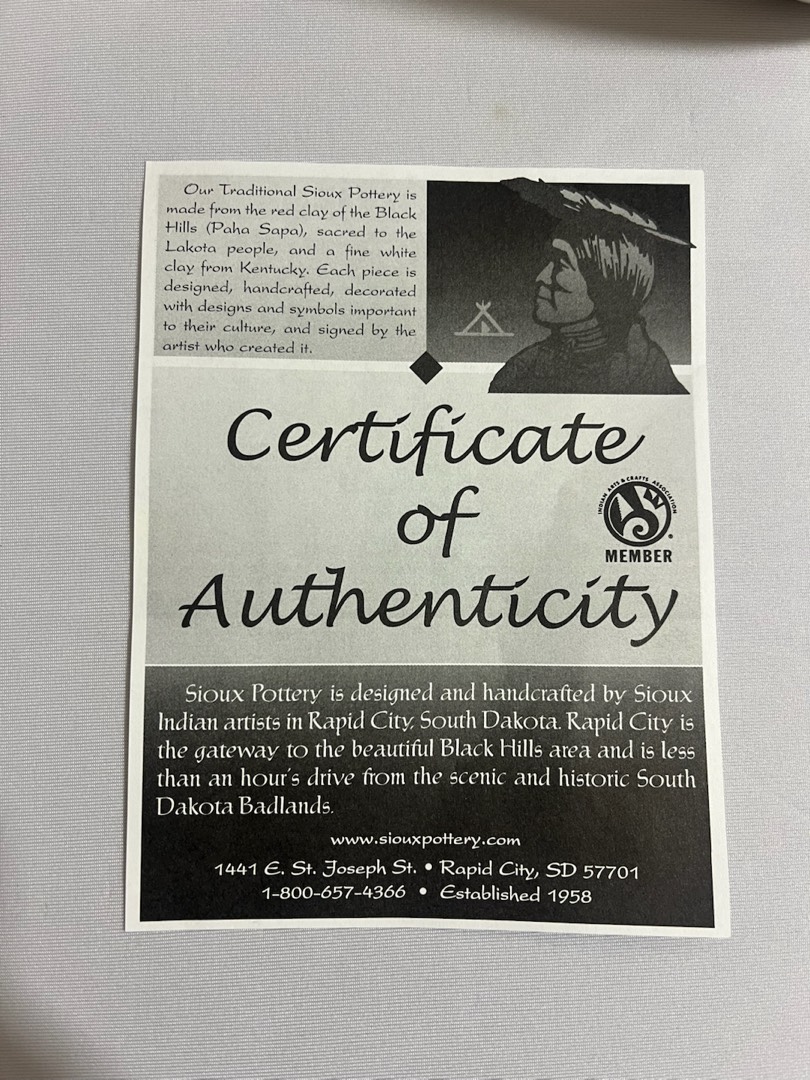 Our Traditional Sioux Pottery is
made from the red clay of the Black
Hills (Paha Sapa), sacred to the
Lakota people, and a fine white
clay from Kentucky. Each piece is
designed, handcrafted, decorated
with designs and symbols important
to their culture, and signed by the
artist who created it.
Certificate
of
Authenticity
INDIAN ARTS & CRAFTS ASSOCIATION
®
MEMBER
Sioux Pottery is designed and handcrafted by Sioux
Indian artists in Rapid City, South Dakota. Rapid City is
the gateway to the beautiful Black Hills area and is less
than an hour's drive from the scenic and historic South
Dakota Badlands.
www.siouxpottery.com
1441 E. St. Joseph St. • Rapid City, SD 57701
1-800-657-4366 • Established 1958